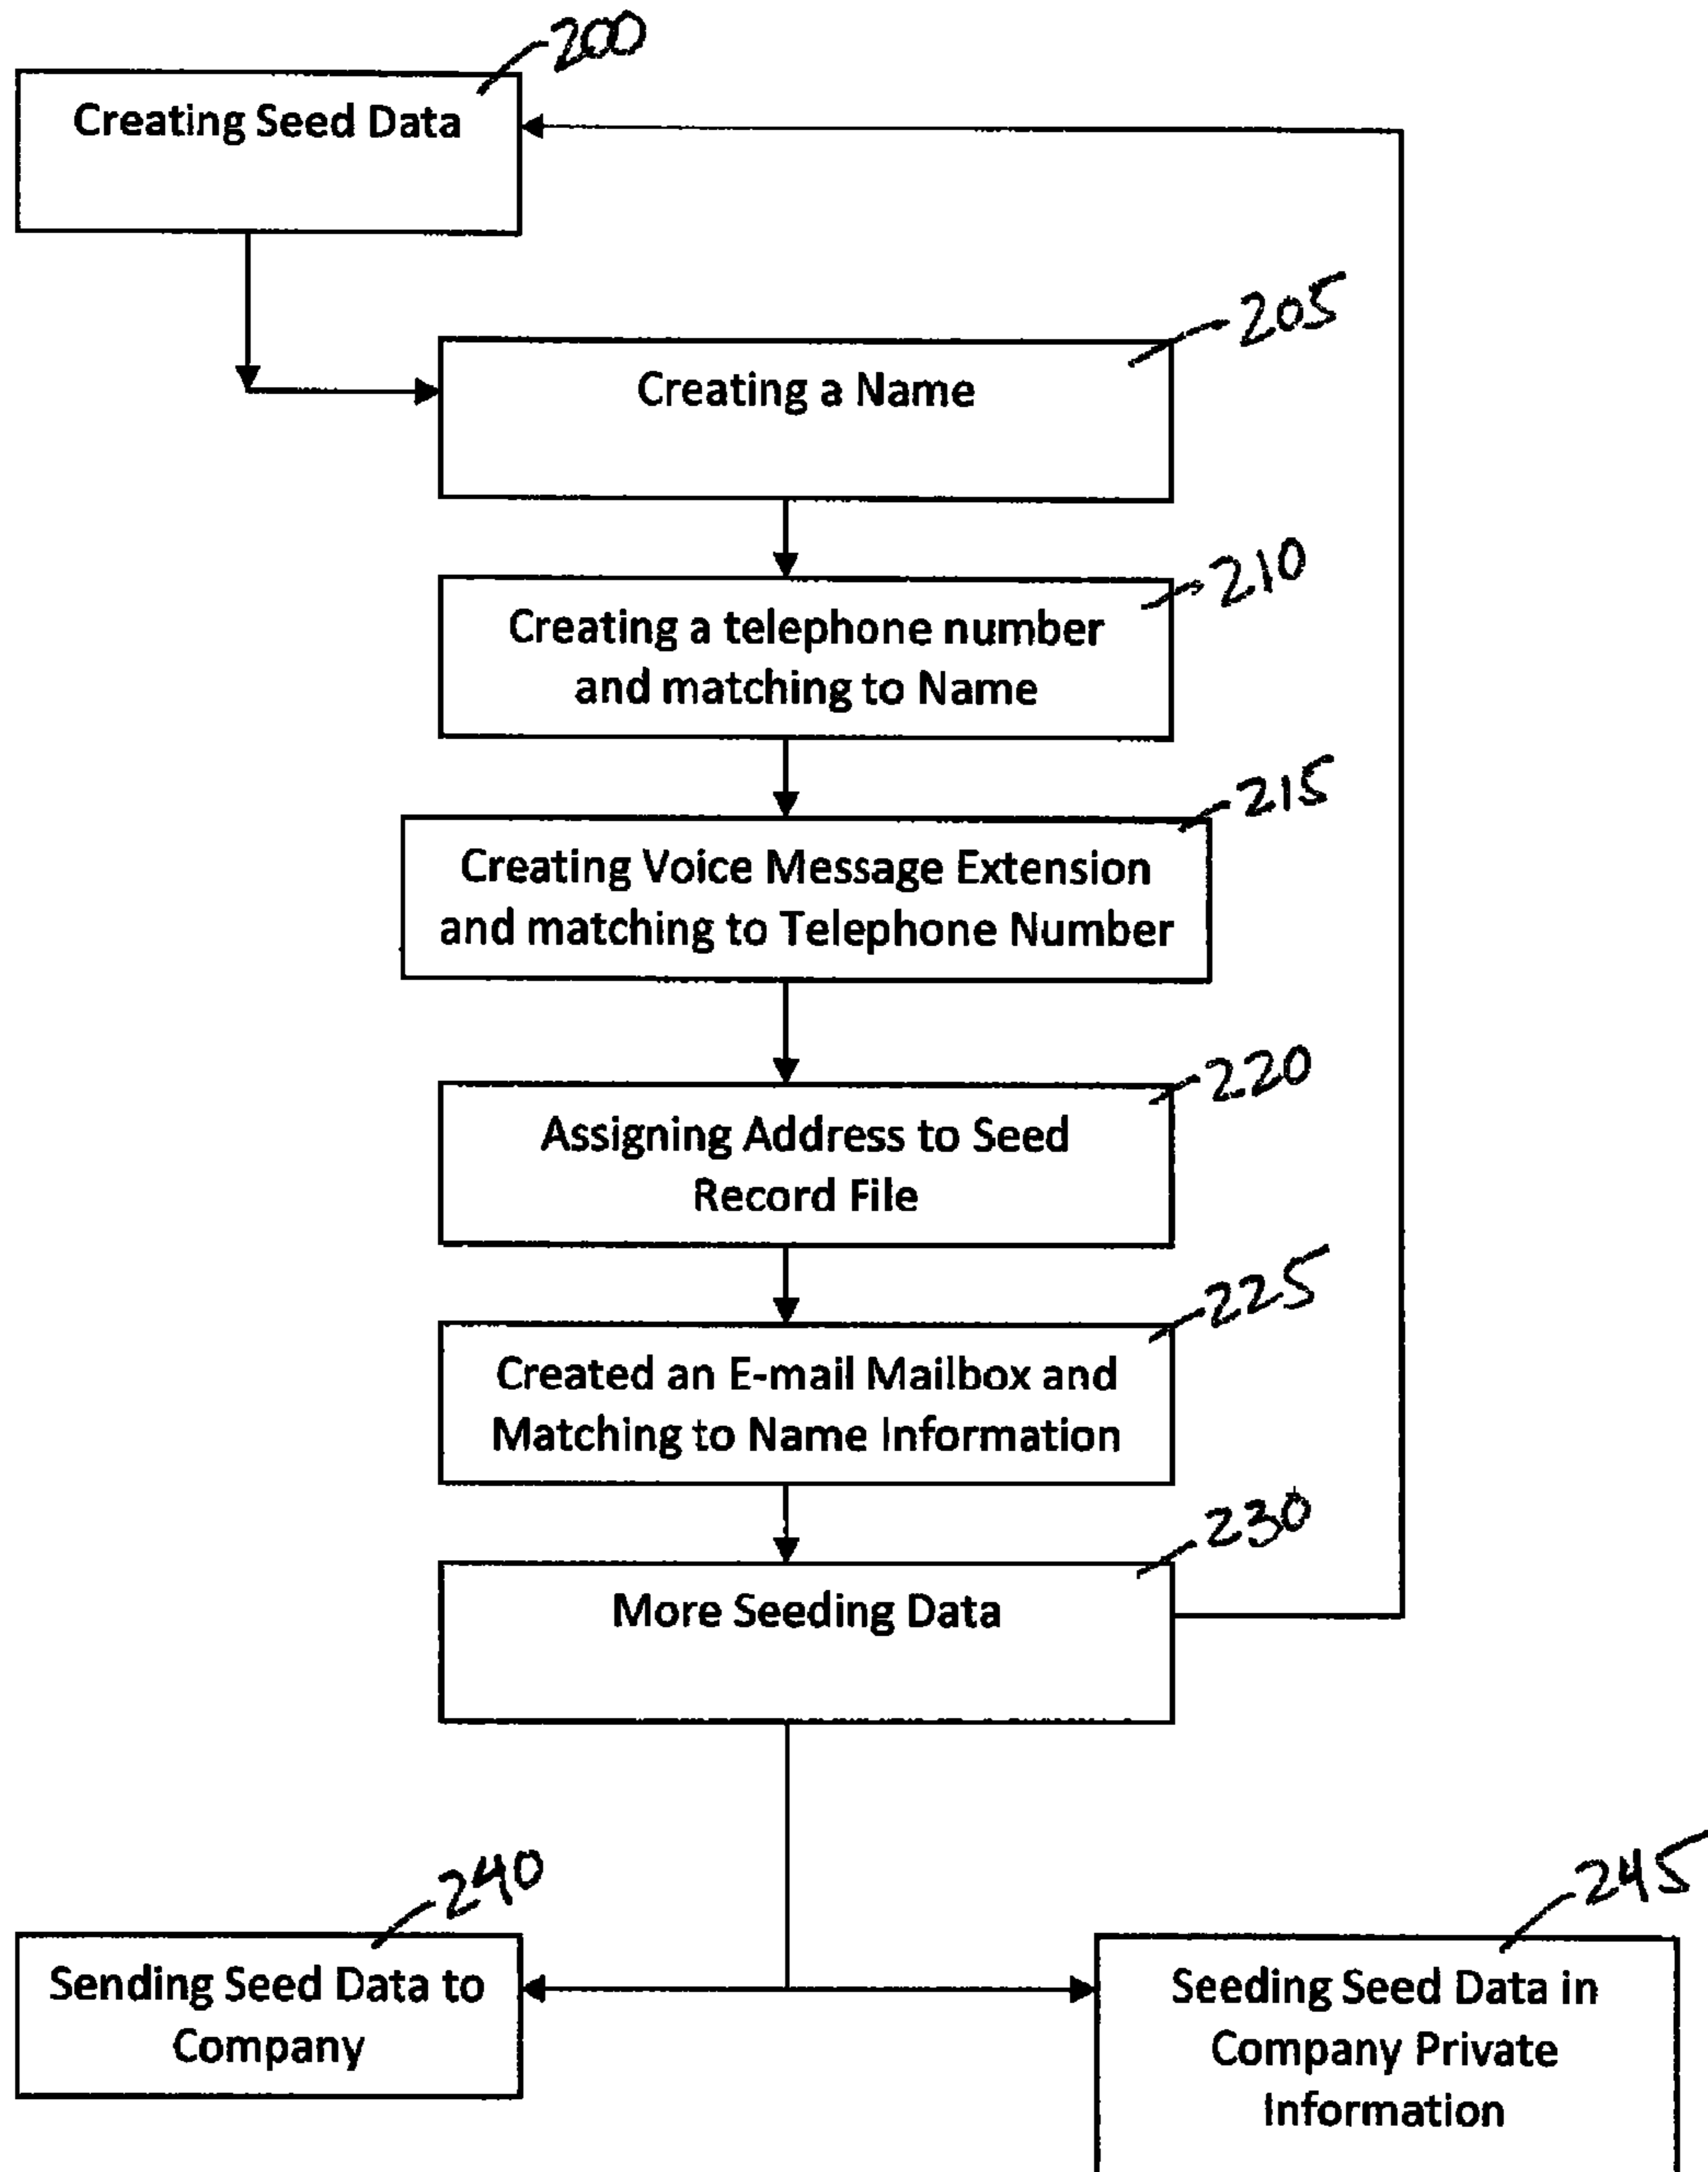 200
Creating Seed Data
205
Creating a Name
210
Creating a telephone number
and matching to Name
215
Creating Voice Message Extension
and matching to Telephone Number
220
Assigning Address to Seed
Record File
225
Created an E-mail Mailbox and
Matching to Name Information
230
More Seeding Data
240
Sending Seed Data to
Company
245
Seeding Seed Data in
Company Private
Information